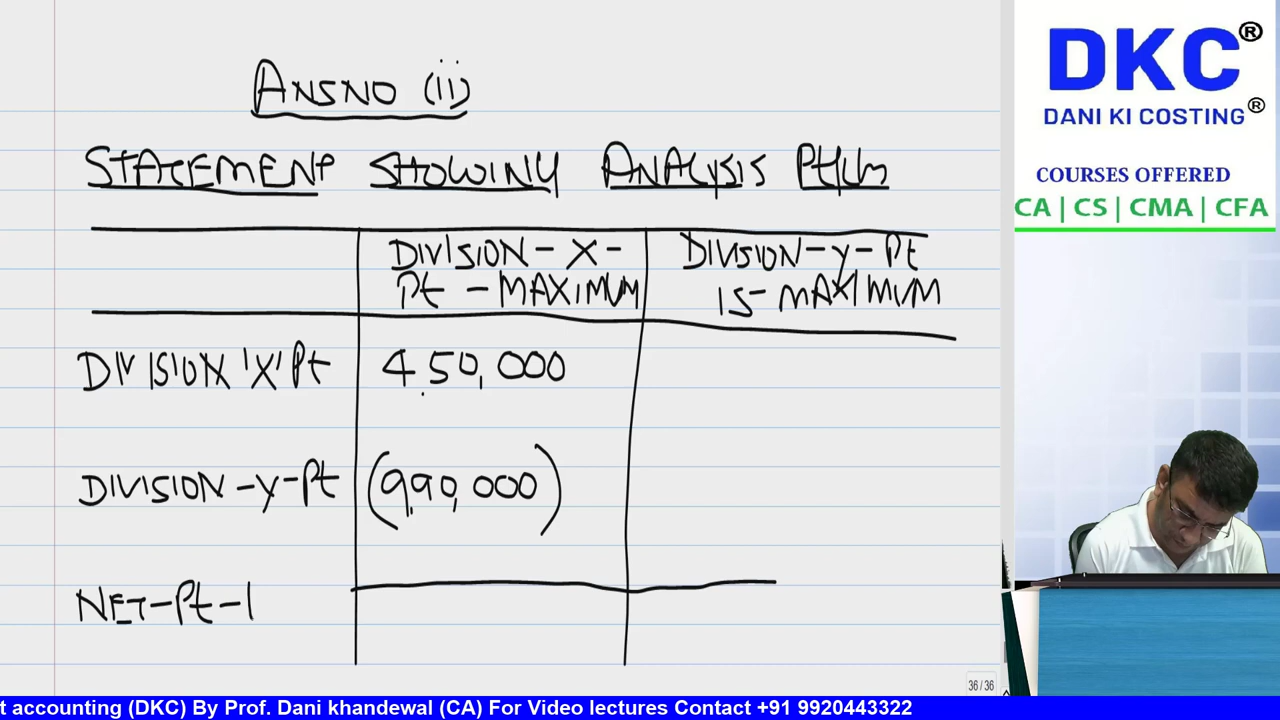 ANSNO (ii)
STATEMENT SHOWING ANALYSIS Pt/Ls
DIVISION-X-
Pt - MAXIMUM
DIVISION-y-Pt
IS-MAXIMUM
DIVISION 'X' Pt 4,50,000
DIVISION-y-Pt (9,90,000)
NET-Pt-l
36/36
DKC®
DANI KI COSTING®
COURSES OFFERED
CA | CS | CMA | CFA
t accounting (DKC) By Prof. Dani khandewal (CA) For Video lectures Contact +91 9920443322